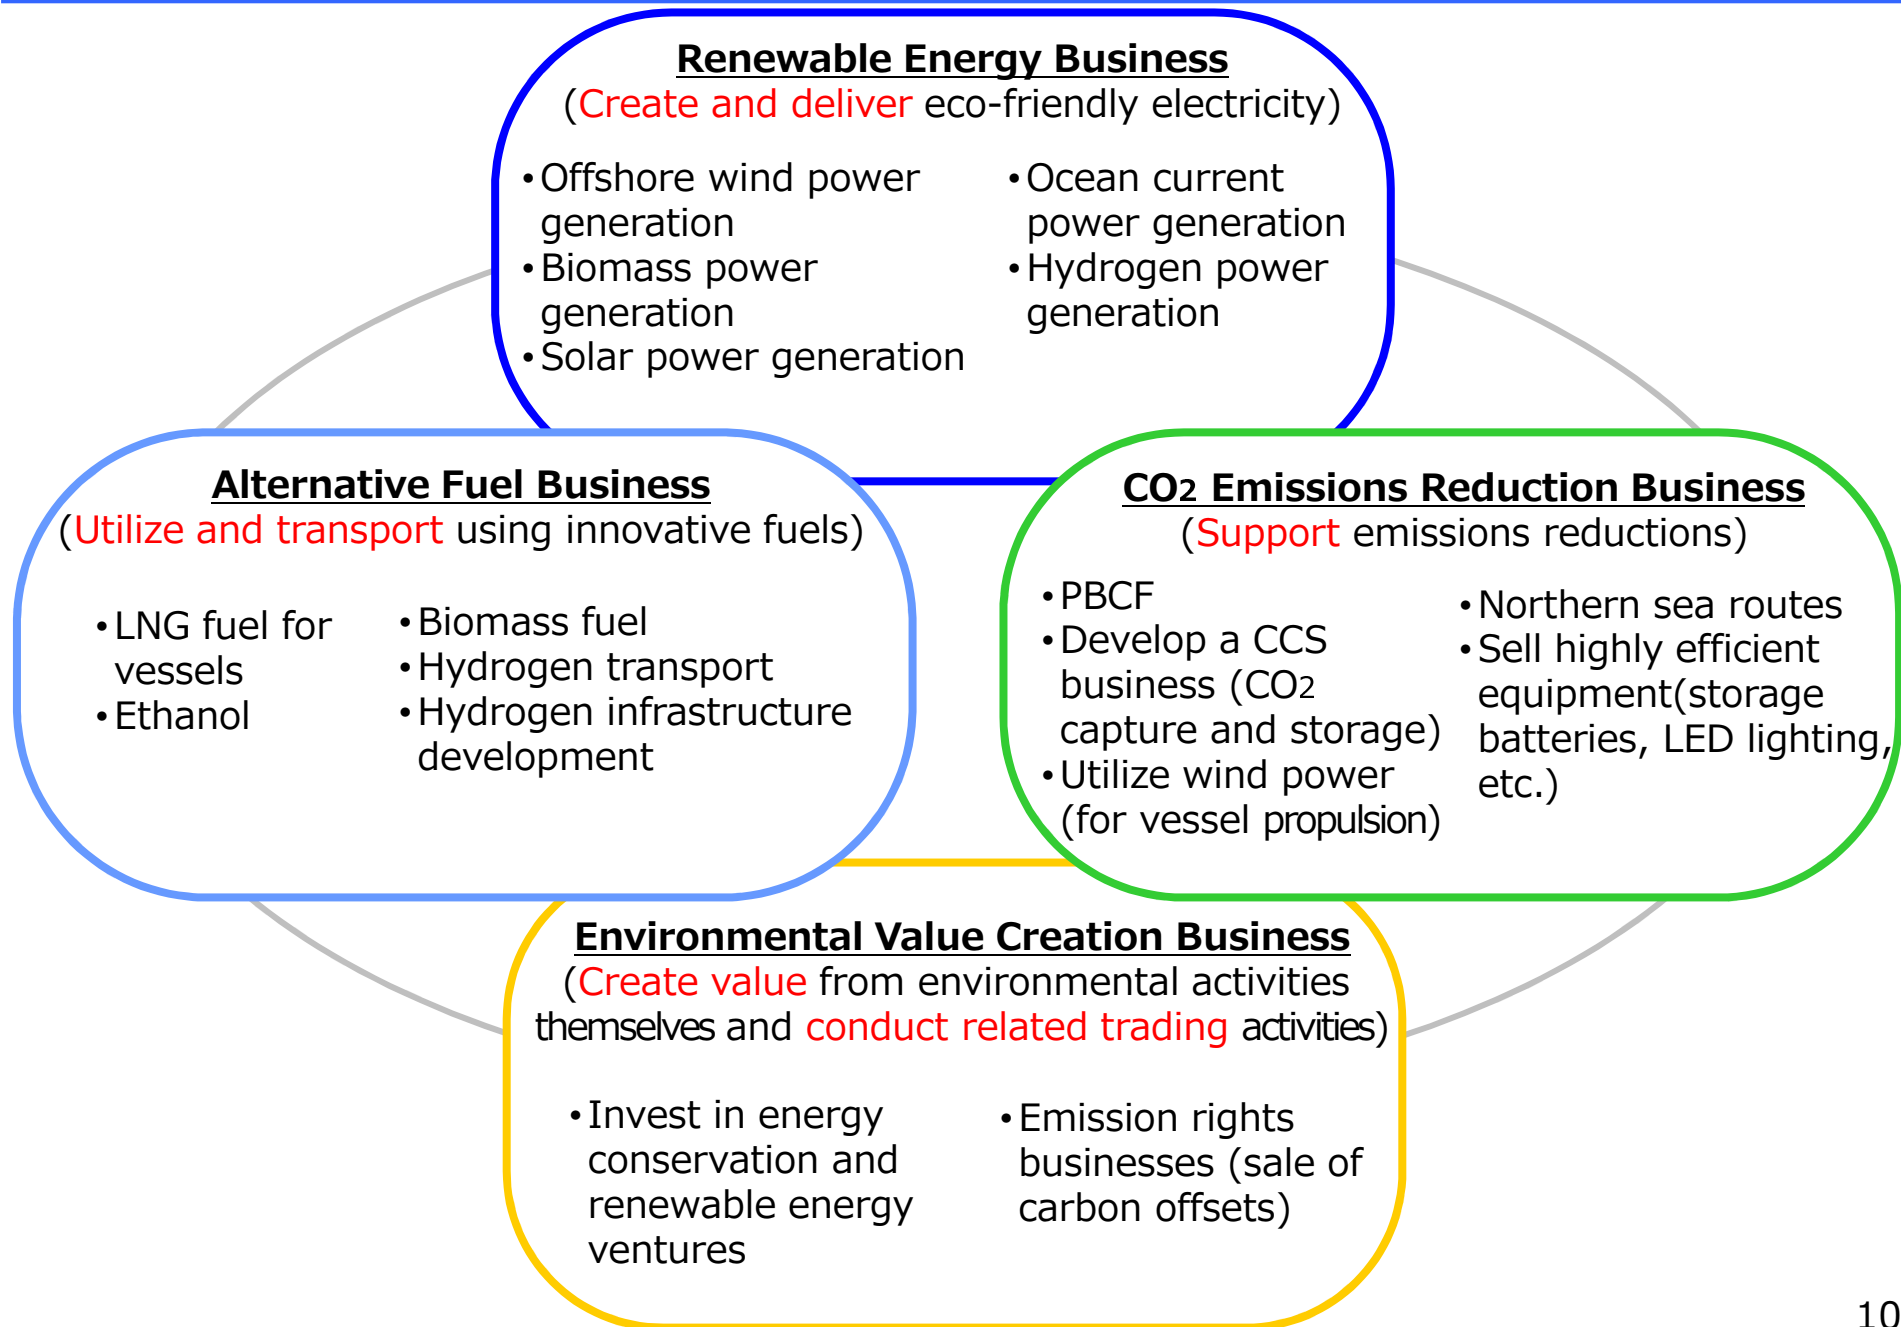 Renewable Energy Business
(Create and deliver eco-friendly electricity)
•Offshore wind power
generation
•Biomass power
generation
•Solar power generation
•Ocean current
power generation
•Hydrogen power
generation
Alternative Fuel Business
(Utilize and transport using innovative fuels)
•LNG fuel for
vessels
•Ethanol
•Biomass fuel
•Hydrogen transport
•Hydrogen infrastructure
development
CO2 Emissions Reduction Business
(Support emissions reductions)
•PBCF
•Develop a CCS
business (CO2
capture and storage)
•Utilize wind power
(for vessel propulsion)
•Northern sea routes
•Sell highly efficient
equipment(storage
batteries, LED lighting,
etc.)
Environmental Value Creation Business
(Create value from environmental activities
themselves and conduct related trading activities)
•Invest in energy
conservation and
renewable energy
ventures
•Emission rights
businesses (sale of
carbon offsets)
10